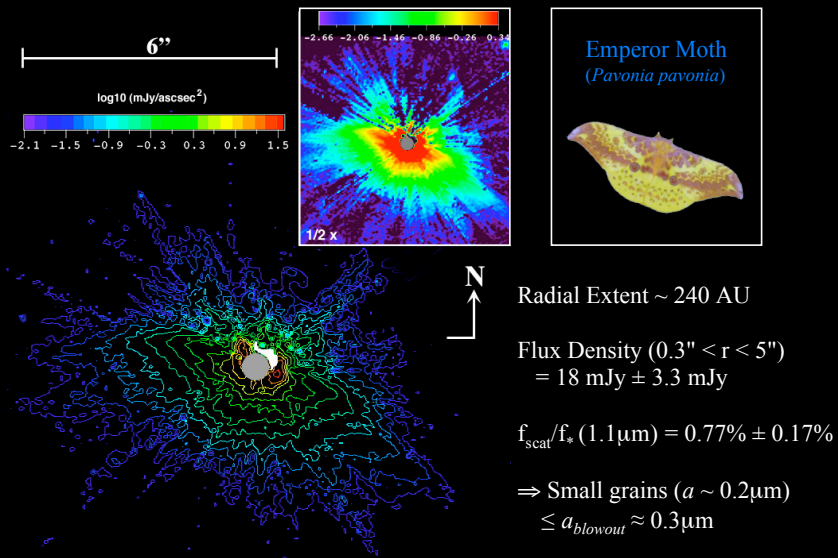 6”
log10 (mJy/ascsec²)
-2.1 -1.5 -0.9 -0.3 0.3 0.9 1.5
-2.66 -2.06 -1.46 -0.86 -0.26 0.34
1/2 x
Emperor Moth
(Pavonia pavonia)
N
Radial Extent ~ 240 AU
Flux Density (0.3" < r < 5")
= 18 mJy ± 3.3 mJy
f_scat/f_* (1.1μm) = 0.77% ± 0.17%
⇒ Small grains (a ~ 0.2μm)
≤ a_blowout ≈ 0.3μm